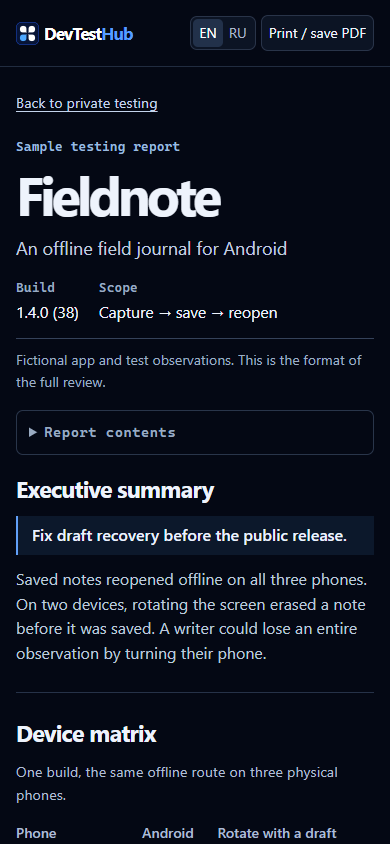 DevTestHub
EN RU
Print / save PDF
Back to private testing
Sample testing report
Fieldnote
An offline field journal for Android
Build Scope
1.4.0 (38) Capture → save → reopen
Fictional app and test observations. This is the format of
the full review.
▶ Report contents
Executive summary
Fix draft recovery before the public release.
Saved notes reopened offline on all three phones.
On two devices, rotating the screen erased a note
before it was saved. A writer could lose an entire
observation by turning their phone.
Device matrix
One build, the same offline route on three physical
phones.
Phone Android Rotate with a draft